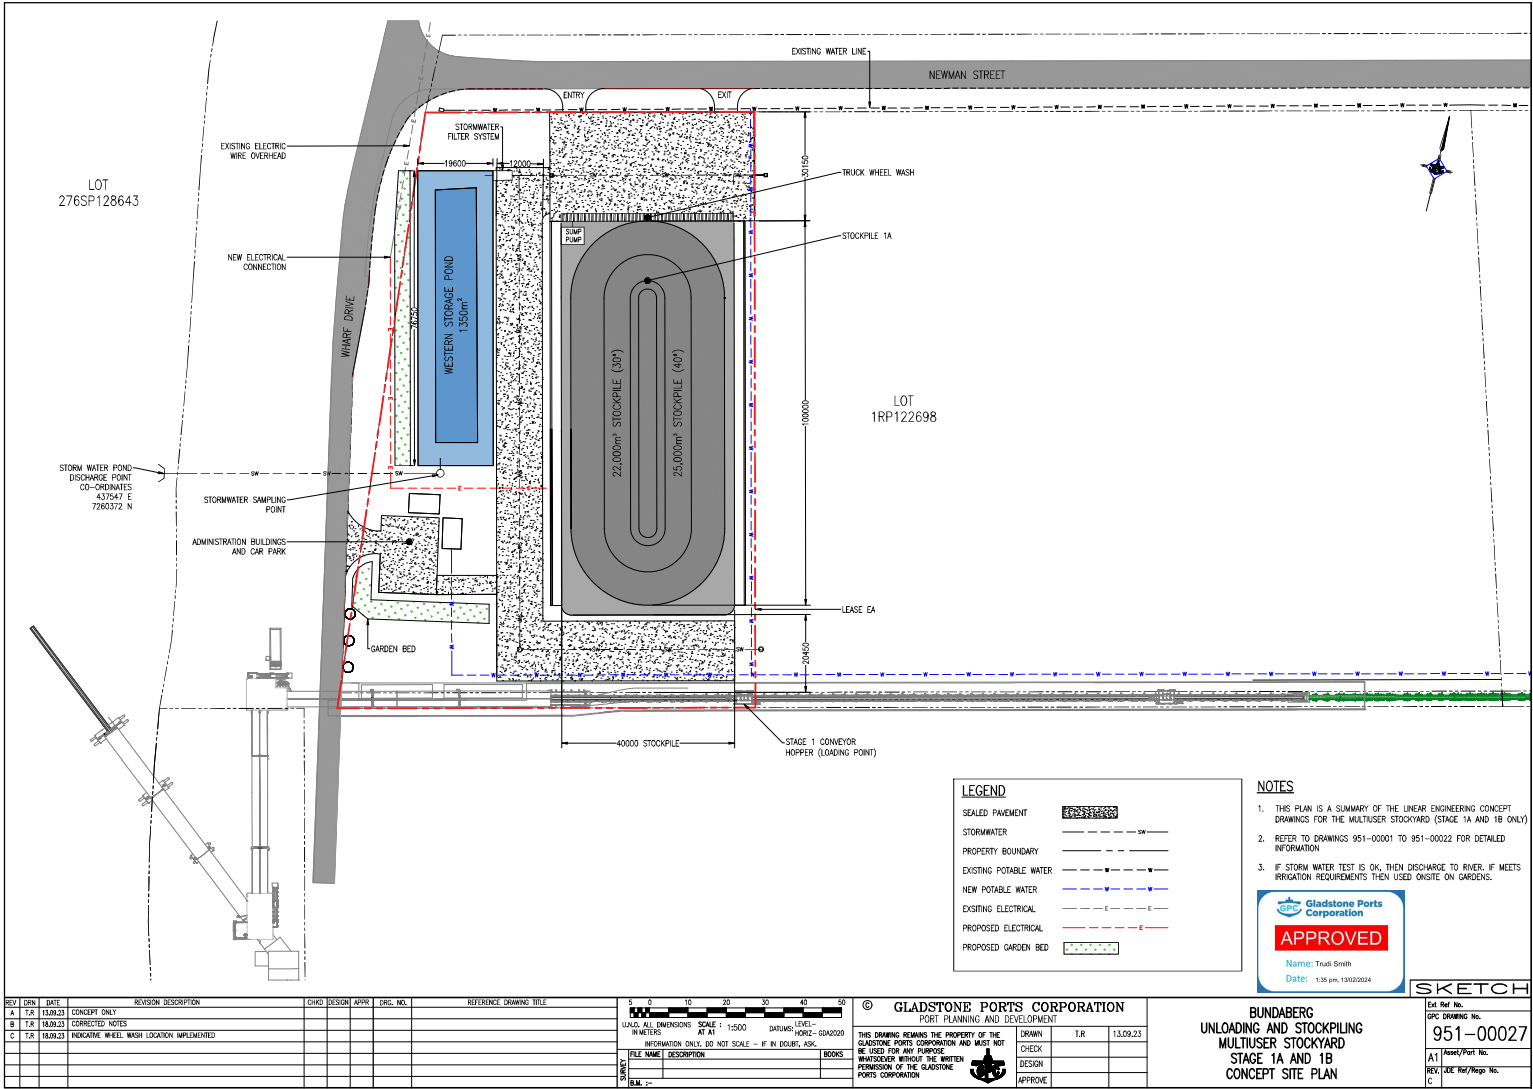 EXISTING WATER LINE
NEWMAN STREET
ENTRY
EXIT
STORMWATER
FILTER SYSTEM
EXISTING ELECTRIC
WIRE OVERHEAD
19600
12000
30150
TRUCK WHEEL WASH
LOT
276SP128643
SUMP
PUMP
STOCKPILE 1A
NEW ELECTRICAL
CONNECTION
WHARF DRIVE
76750
WESTERN STORAGE POND
1350m²
22,000m³ STOCKPILE (30°)
25,000m³ STOCKPILE (40°)
100000
LOT
1RP122698
STORM WATER POND
DISCHARGE POINT
CO-ORDINATES
437547 E
7260372 N
SW
SW
SW
STORMWATER SAMPLING
POINT
E
E
ADMINISTRATION BUILDINGS
AND CAR PARK
LEASE EA
GARDEN BED
SW
SW
SW
20450
40000 STOCKPILE
STAGE 1 CONVEYOR
HOPPER (LOADING POINT)
LEGEND
SEALED PAVEMENT
STORMWATER
SW
PROPERTY BOUNDARY
EXISTING POTABLE WATER
W W
NEW POTABLE WATER
W W
EXSITING ELECTRICAL
E E
PROPOSED ELECTRICAL
E
PROPOSED GARDEN BED
NOTES
1. THIS PLAN IS A SUMMARY OF THE LINEAR ENGINEERING CONCEPT
DRAWINGS FOR THE MULTIUSER STOCKYARD (STAGE 1A AND 1B ONLY)
2. REFER TO DRAWINGS 951-00001 TO 951-00022 FOR DETAILED
INFORMATION
3. IF STORM WATER TEST IS OK, THEN DISCHARGE TO RIVER. IF MEETS
IRRIGATION REQUIREMENTS THEN USED ONSITE ON GARDENS.
GPC
Gladstone Ports
Corporation
APPROVED
Name: Trudi Smith
Date: 1:35 pm, 13/02/2024
SKETCH
REV DRN DATE REVISION DESCRIPTION CHKD DESIGN APPR DRG. NO. REFERENCE DRAWING TITLE
A T.R 13.09.23 CONCEPT ONLY
B T.R 18.09.23 CORRECTED NOTES
C T.R 18.09.23 INDICATIVE WHEEL WASH LOCATION IMPLEMENTED
5 0 10 20 30 40 50
U.N.O. ALL DIMENSIONS
IN METERS
SCALE : 1:500
AT A1
DATUMS: LEVEL-
HORIZ- GDA2020
INFORMATION ONLY. DO NOT SCALE - IF IN DOUBT, ASK.
SURVEY
FILE NAME DESCRIPTION BOOKS
B.M. :-
© GLADSTONE PORTS CORPORATION
PORT PLANNING AND DEVELOPMENT
THIS DRAWING REMAINS THE PROPERTY OF THE
GLADSTONE PORTS CORPORATION AND MUST NOT
BE USED FOR ANY PURPOSE
WHATSOEVER WITHOUT THE WRITTEN
PERMISSION OF THE GLADSTONE
PORTS CORPORATION
DRAWN T.R 13.09.23
CHECK
DESIGN
APPROVE
BUNDABERG
UNLOADING AND STOCKPILING
MULTIUSER STOCKYARD
STAGE 1A AND 1B
CONCEPT SITE PLAN
Ext Ref No.
GPC DRAWING No.
951-00027
A1 Asset/Part No.
REV. JDE Ref/Rego No.
C